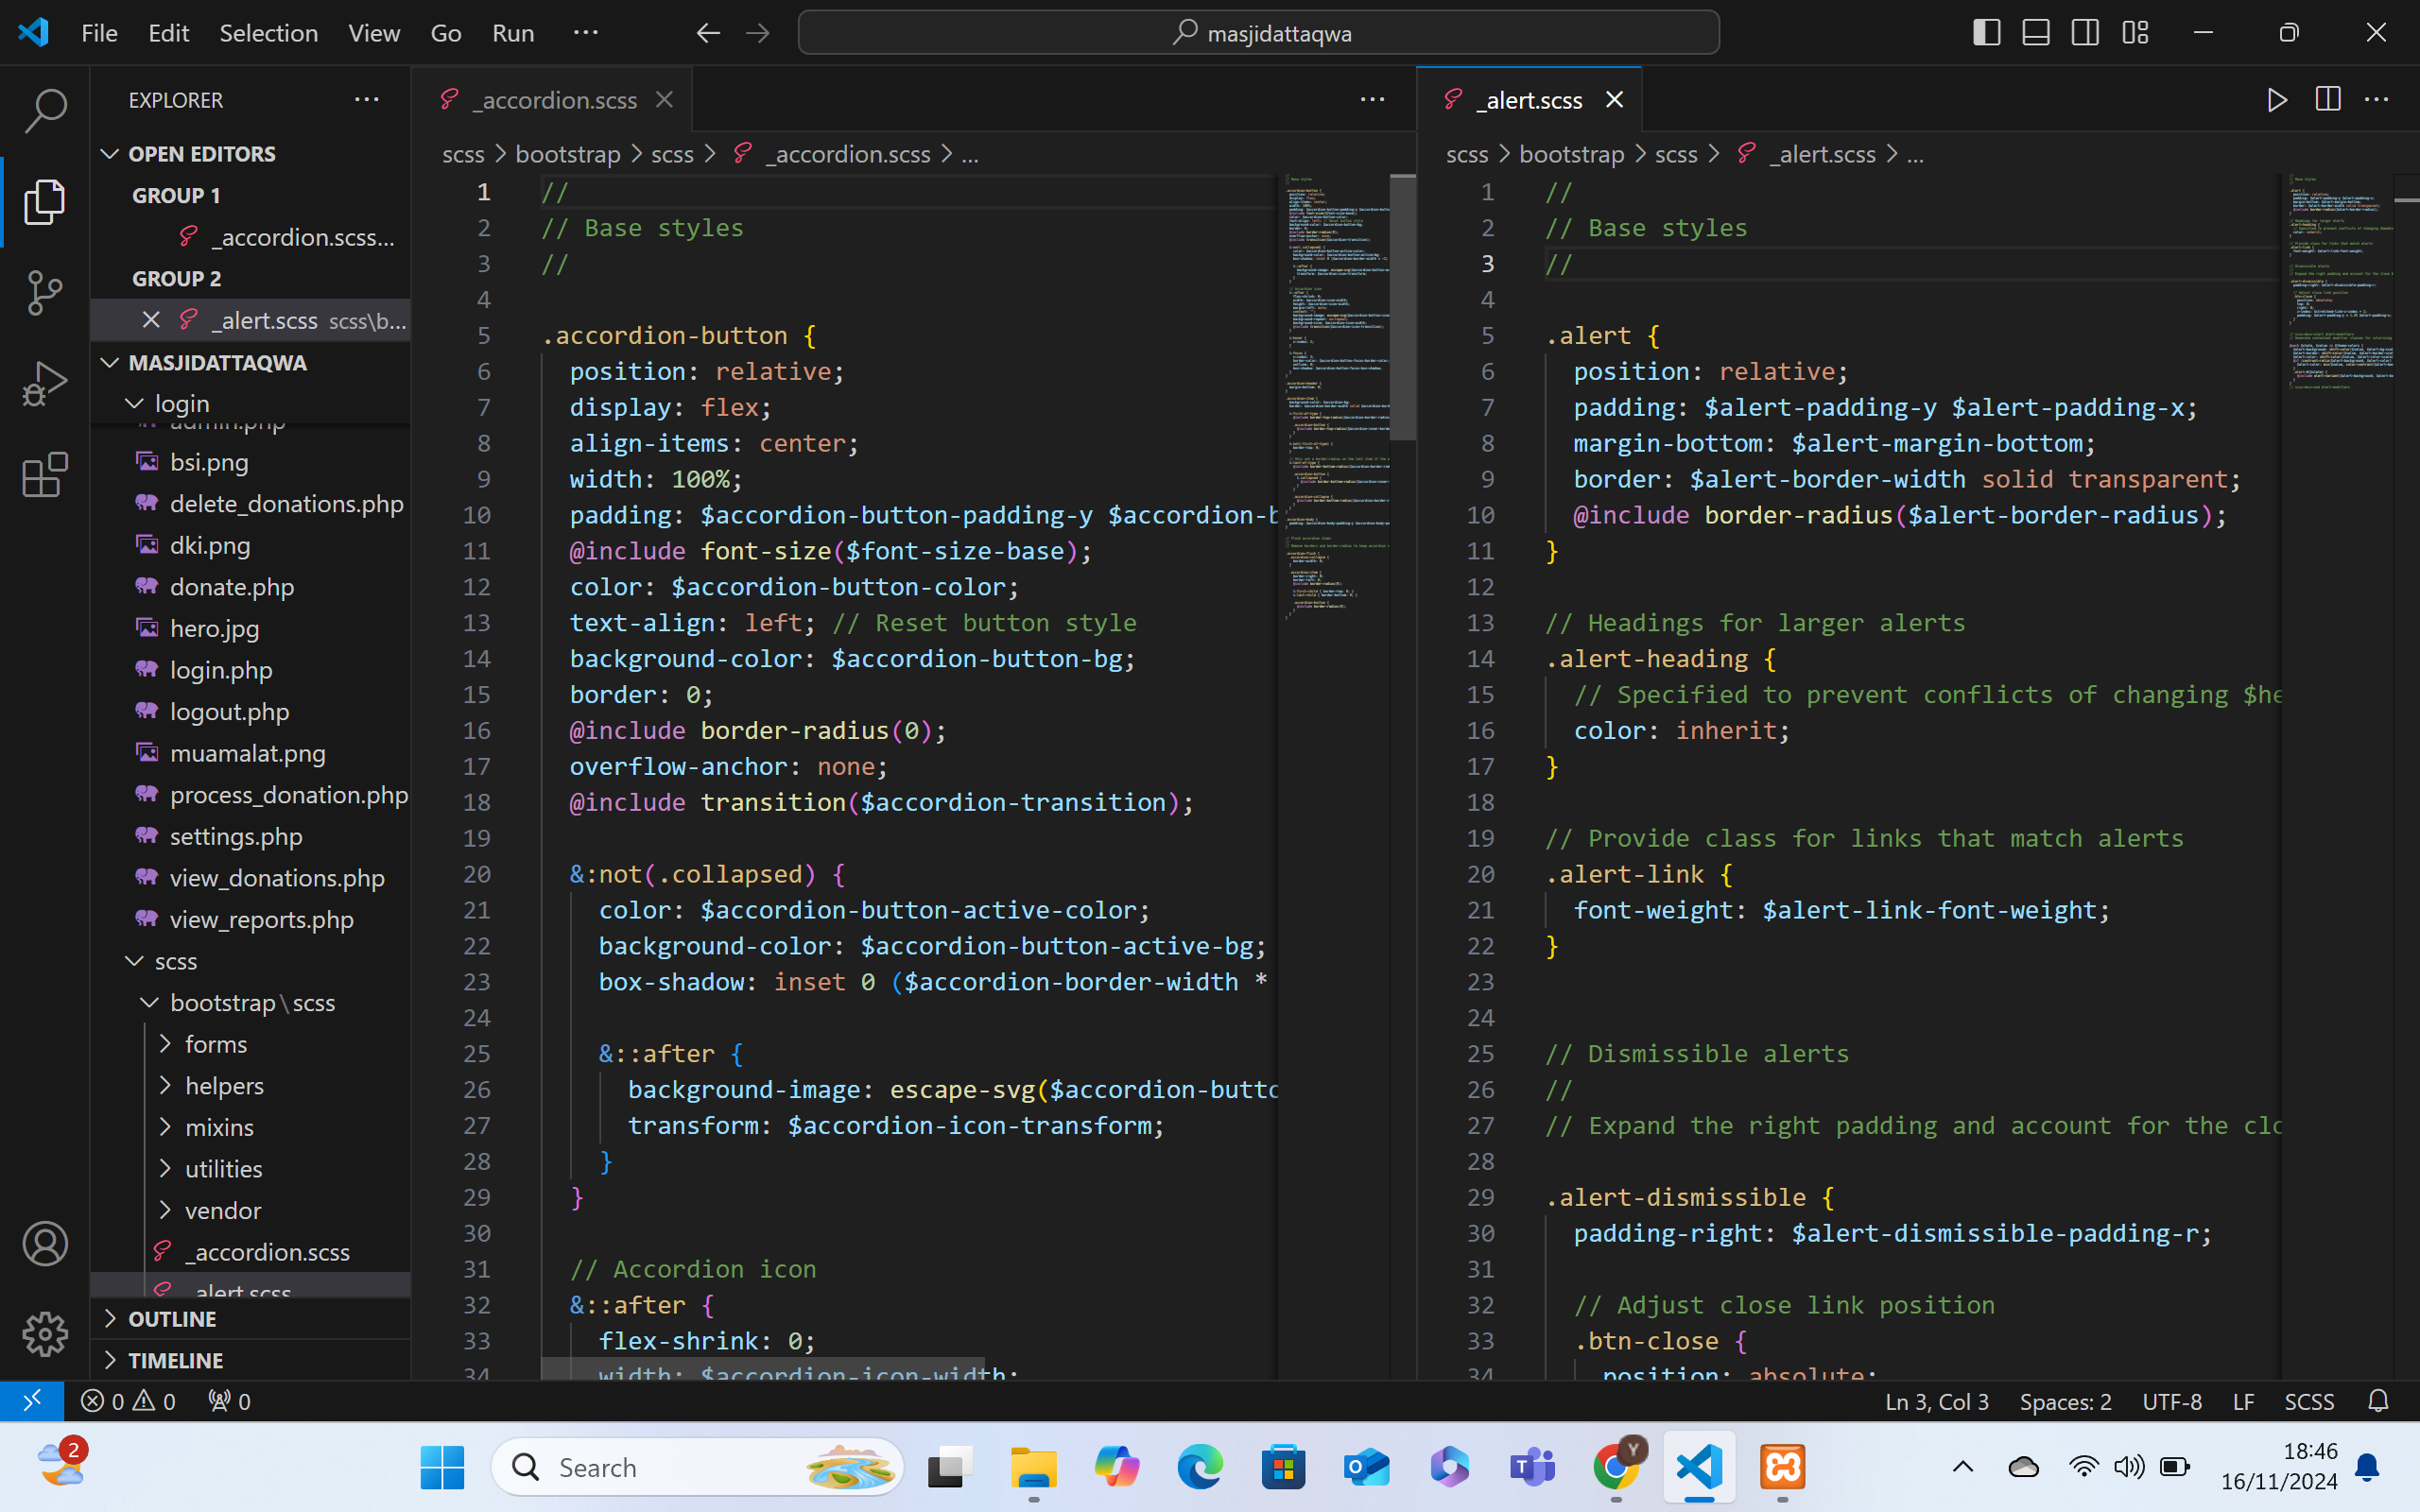 File Edit Selection View Go Run ... masjidattaqwa
EXPLORER
OPEN EDITORS
GROUP 1
_accordion.scss...
GROUP 2
_alert.scss scss\b...
MASJIDATTAQWA
login
admin.php
bsi.png
delete_donations.php
dki.png
donate.php
hero.jpg
login.php
logout.php
muamalat.png
process_donation.php
settings.php
view_donations.php
view_reports.php
scss
bootstrap\scss
forms
helpers
mixins
utilities
vendor
_accordion.scss
_alert.scss
OUTLINE
TIMELINE
_accordion.scss
scss > bootstrap > scss > _accordion.scss > ...
1 //
2 // Base styles
3 //
4
5 .accordion-button {
6 position: relative;
7 display: flex;
8 align-items: center;
9 width: 100%;
10 padding: $accordion-button-padding-y $accordion-b
11 @include font-size($font-size-base);
12 color: $accordion-button-color;
13 text-align: left; // Reset button style
14 background-color: $accordion-button-bg;
15 border: 0;
16 @include border-radius(0);
17 overflow-anchor: none;
18 @include transition($accordion-transition);
19
20 &:not(.collapsed) {
21 color: $accordion-button-active-color;
22 background-color: $accordion-button-active-bg;
23 box-shadow: inset 0 ($accordion-border-width *
24
25 &::after {
26 background-image: escape-svg($accordion-butto
27 transform: $accordion-icon-transform;
28 }
29 }
30
31 // Accordion icon
32 &::after {
33 flex-shrink: 0;
34 width: $accordion-icon-width;
_alert.scss
scss > bootstrap > scss > _alert.scss > ...
1 //
2 // Base styles
3 //
4
5 .alert {
6 position: relative;
7 padding: $alert-padding-y $alert-padding-x;
8 margin-bottom: $alert-margin-bottom;
9 border: $alert-border-width solid transparent;
10 @include border-radius($alert-border-radius);
11 }
12
13 // Headings for larger alerts
14 .alert-heading {
15 // Specified to prevent conflicts of changing $he
16 color: inherit;
17 }
18
19 // Provide class for links that match alerts
20 .alert-link {
21 font-weight: $alert-link-font-weight;
22 }
23
24
25 // Dismissible alerts
26 //
27 // Expand the right padding and account for the clo
28
29 .alert-dismissible {
30 padding-right: $alert-dismissible-padding-r;
31
32 // Adjust close link position
33 .btn-close {
34 position: absolute;
0 0 0 Ln 3, Col 3 Spaces: 2 UTF-8 LF SCSS
2 Search Y 18:46
16/11/2024